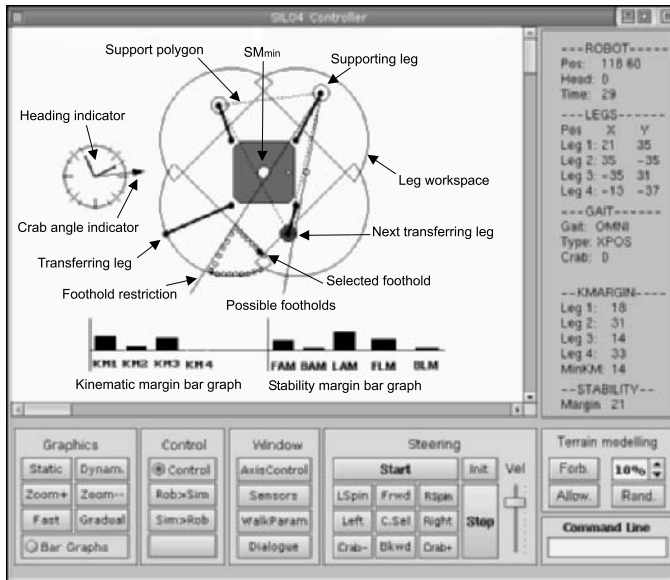 SIL04 Controller
Support polygon
SMmin
Supporting leg
Heading indicator
Leg workspace
Crab angle indicator
Next transferring leg
Transferring leg
Selected foothold
Foothold restriction
Possible footholds
KM1 KM2 KM3 KM4
FAM BAM LAM FLM BLM
Kinematic margin bar graph
Stability margin bar graph
---ROBOT---
Pos: 118 60
Head: 0
Time: 29
---LEGS---
Pos X Y
Leg 1: 21 35
Leg 2: 35 -35
Leg 3: -35 31
Leg 4: -13 -37
---GAIT---
Gait: OMNI
Type: XPOS
Crab: 0
--KMARGIN--
Leg 1: 18
Leg 2: 31
Leg 3: 14
Leg 4: 33
MinKM: 14
--STABILITY
Margin 21
Graphics
Static Dynam.
Zoom+ Zoom--
Fast Gradual
Bar Graphs
Control
Control
Rob>Sim
Sim>Rob
Window
AxisControl
Sensors
WalkParam
Dialogue
Steering
Start Init Vel
LSpin Frwd RSpin
Left C.Sel Right Stop
Crab- Bkwd Crab+
Terrain modelling
Forb. 10%
Allow. Rand.
Command Line